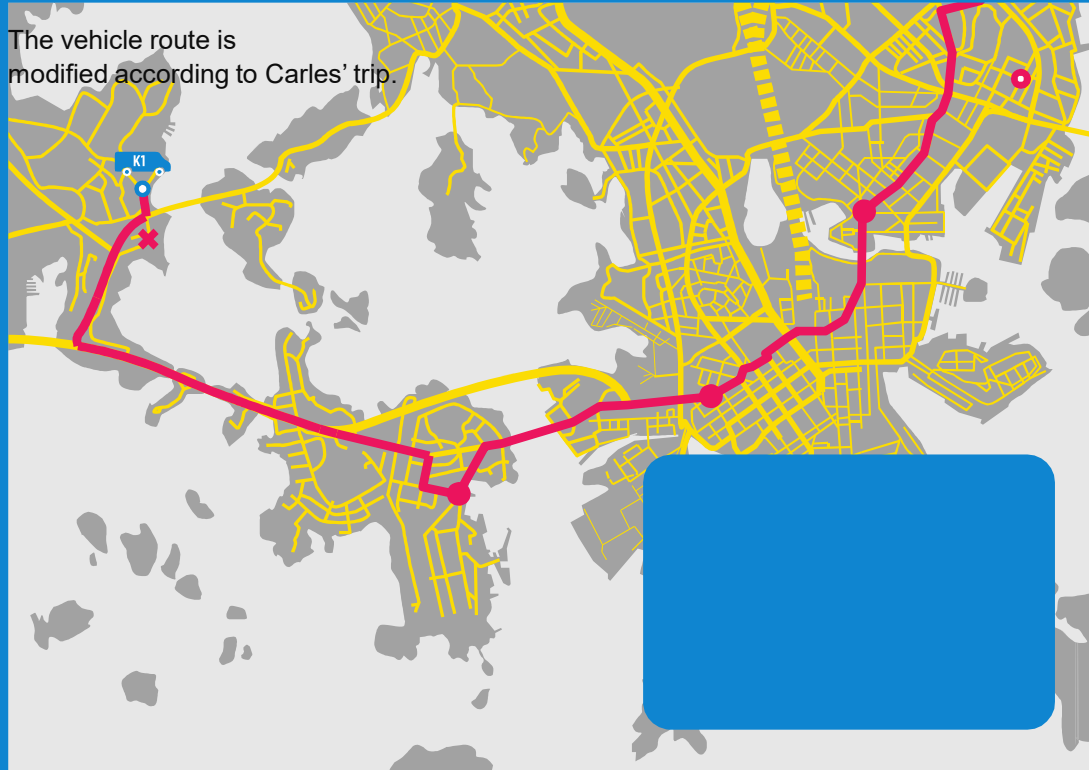 The vehicle route is
modified according to Carles’ trip.
K1